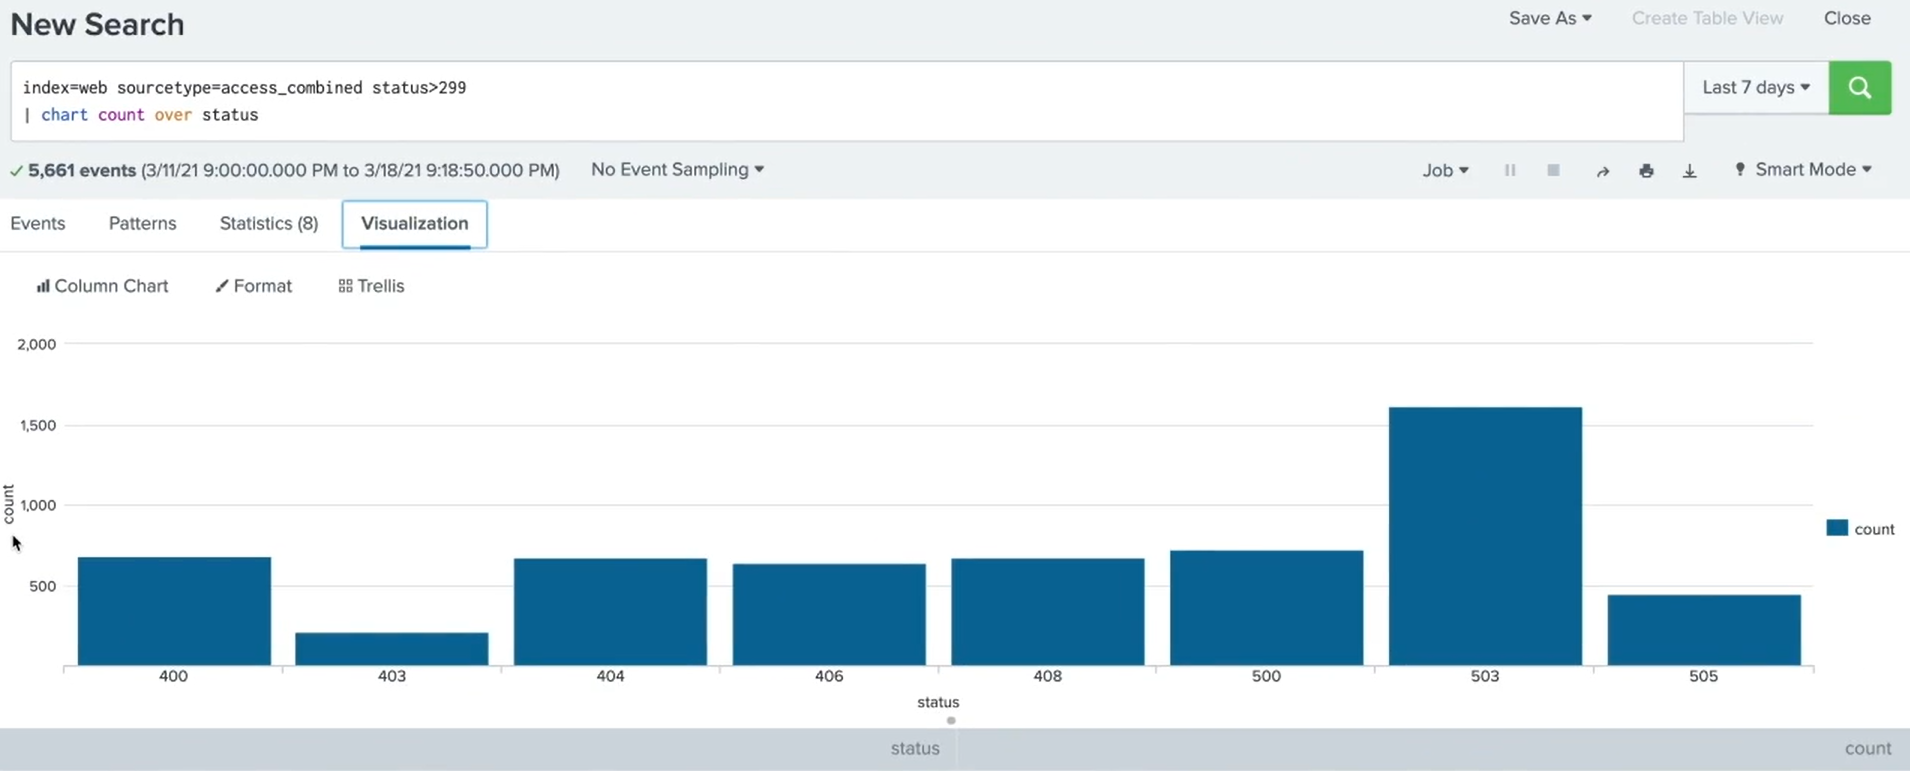 New Search
Save As
Create Table View
Close
index=web sourcetype=access_combined status>299
| chart count over status
Last 7 days
5,661 events (3/11/21 9:00:00.000 PM to 3/18/21 9:18:50.000 PM)
No Event Sampling
Job
Smart Mode
Events
Patterns
Statistics (8)
Visualization
Column Chart
Format
Trellis
2,000
1,500
1,000
500
count
count
400
403
404
406
408
500
503
505
status
status
count